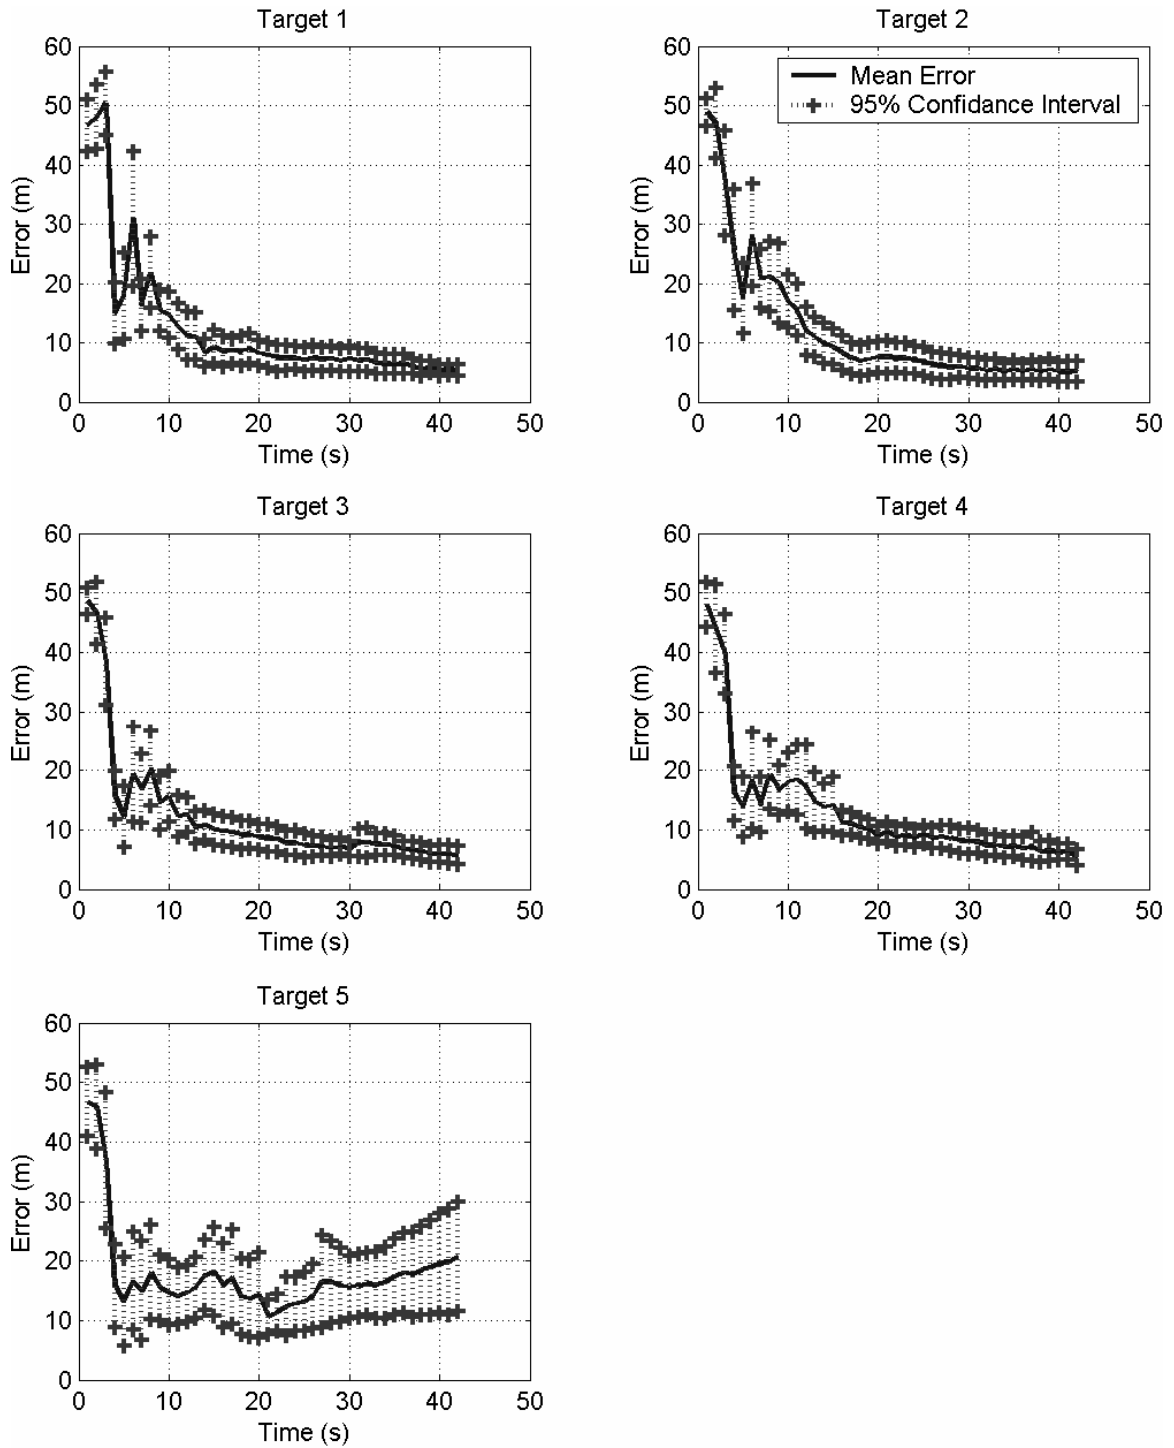 Target 1
Target 2
60
50
40
30
20
10
0
Error (m)
0 10 20 30 40 50
Time (s)
60
50
40
30
20
10
0
Error (m)
Mean Error
95% Confidance Interval
0 10 20 30 40 50
Time (s)
Target 3
Target 4
60
50
40
30
20
10
0
Error (m)
0 10 20 30 40 50
Time (s)
60
50
40
30
20
10
0
Error (m)
0 10 20 30 40 50
Time (s)
Target 5
60
50
40
30
20
10
0
Error (m)
0 10 20 30 40 50
Time (s)